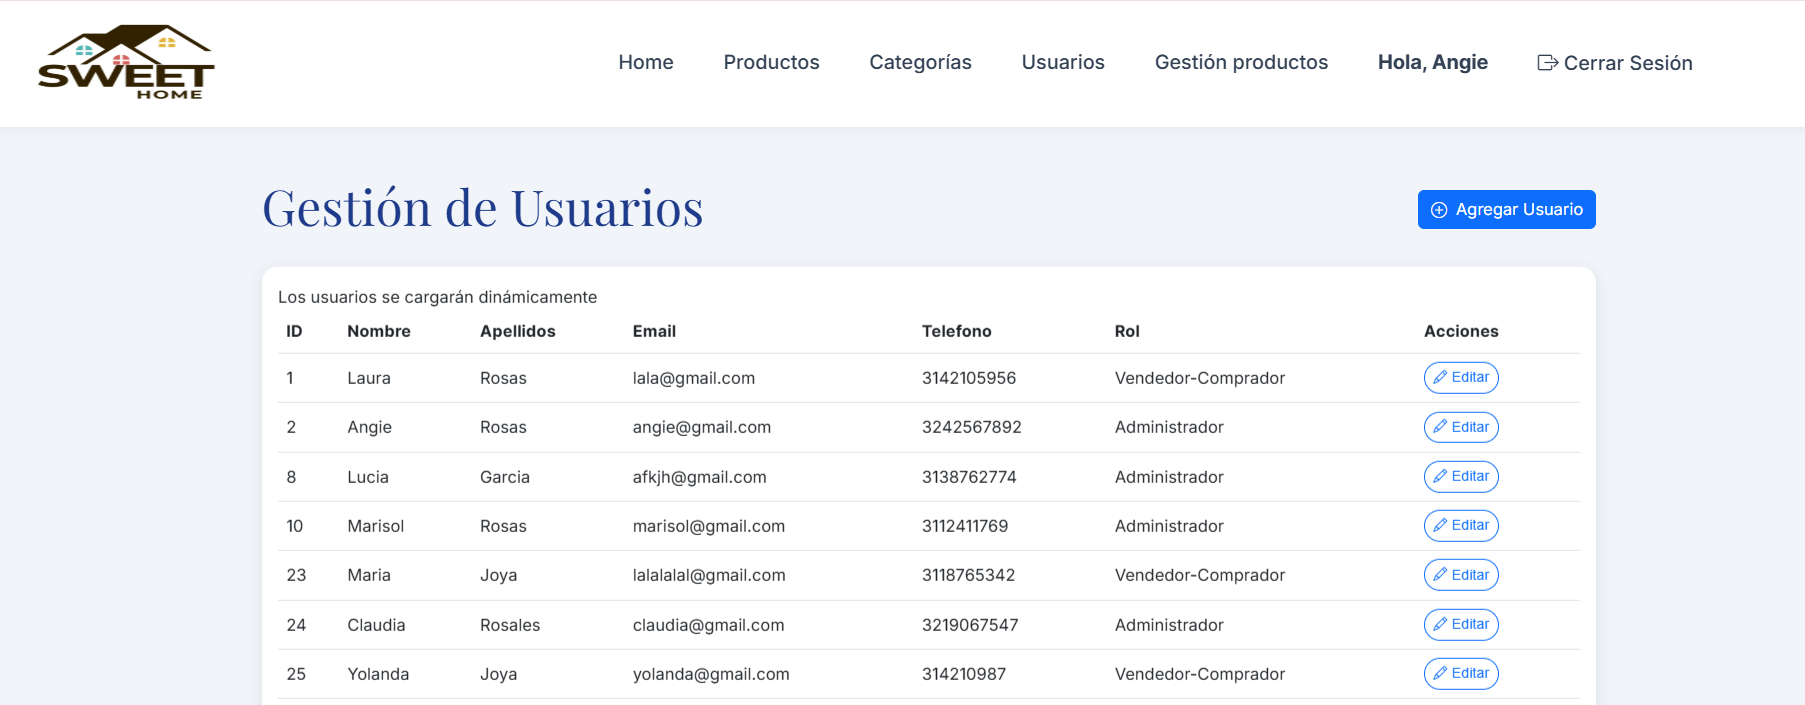 SWEET
HOME
Home Productos Categorías Usuarios Gestión productos Hola, Angie Cerrar Sesión
Gestión de Usuarios
Agregar Usuario
Los usuarios se cargarán dinámicamente
ID Nombre Apellidos Email Telefono Rol Acciones
1 Laura Rosas lala@gmail.com 3142105956 Vendedor-Comprador Editar
2 Angie Rosas angie@gmail.com 3242567892 Administrador Editar
8 Lucia Garcia afkjh@gmail.com 3138762774 Administrador Editar
10 Marisol Rosas marisol@gmail.com 3112411769 Administrador Editar
23 Maria Joya lalalalal@gmail.com 3118765342 Vendedor-Comprador Editar
24 Claudia Rosales claudia@gmail.com 3219067547 Administrador Editar
25 Yolanda Joya yolanda@gmail.com 314210987 Vendedor-Comprador Editar